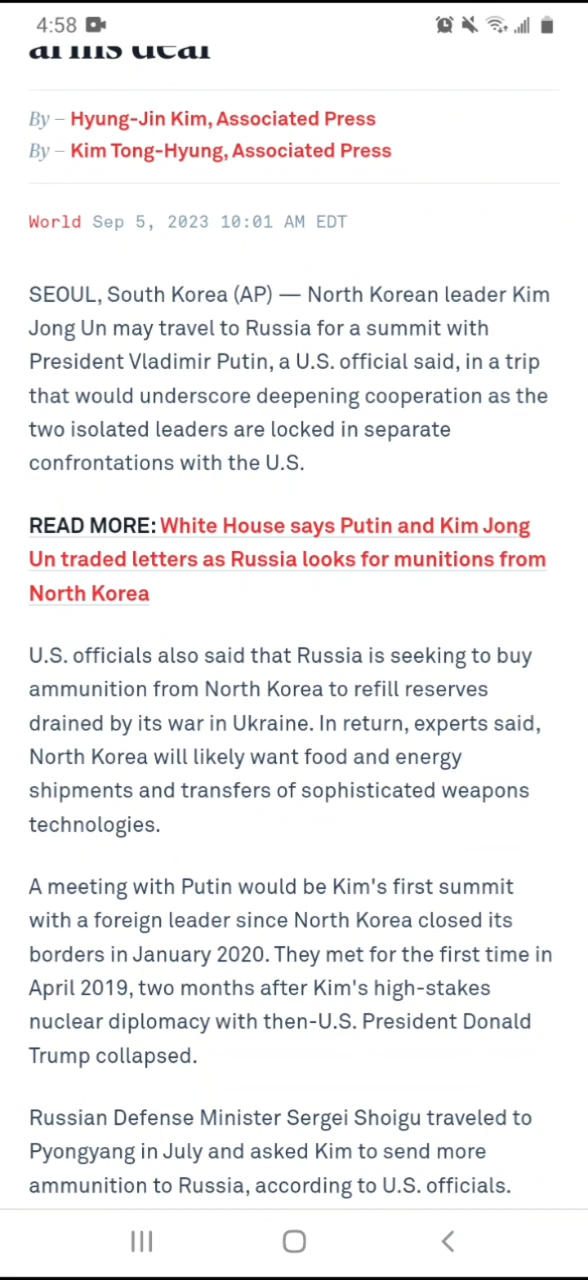 4:58
arms deal
By – Hyung-Jin Kim, Associated Press
By – Kim Tong-Hyung, Associated Press
World Sep 5, 2023 10:01 AM EDT
SEOUL, South Korea (AP) — North Korean leader Kim
Jong Un may travel to Russia for a summit with
President Vladimir Putin, a U.S. official said, in a trip
that would underscore deepening cooperation as the
two isolated leaders are locked in separate
confrontations with the U.S.
READ MORE: White House says Putin and Kim Jong
Un traded letters as Russia looks for munitions from
North Korea
U.S. officials also said that Russia is seeking to buy
ammunition from North Korea to refill reserves
drained by its war in Ukraine. In return, experts said,
North Korea will likely want food and energy
shipments and transfers of sophisticated weapons
technologies.
A meeting with Putin would be Kim's first summit
with a foreign leader since North Korea closed its
borders in January 2020. They met for the first time in
April 2019, two months after Kim's high-stakes
nuclear diplomacy with then-U.S. President Donald
Trump collapsed.
Russian Defense Minister Sergei Shoigu traveled to
Pyongyang in July and asked Kim to send more
ammunition to Russia, according to U.S. officials.